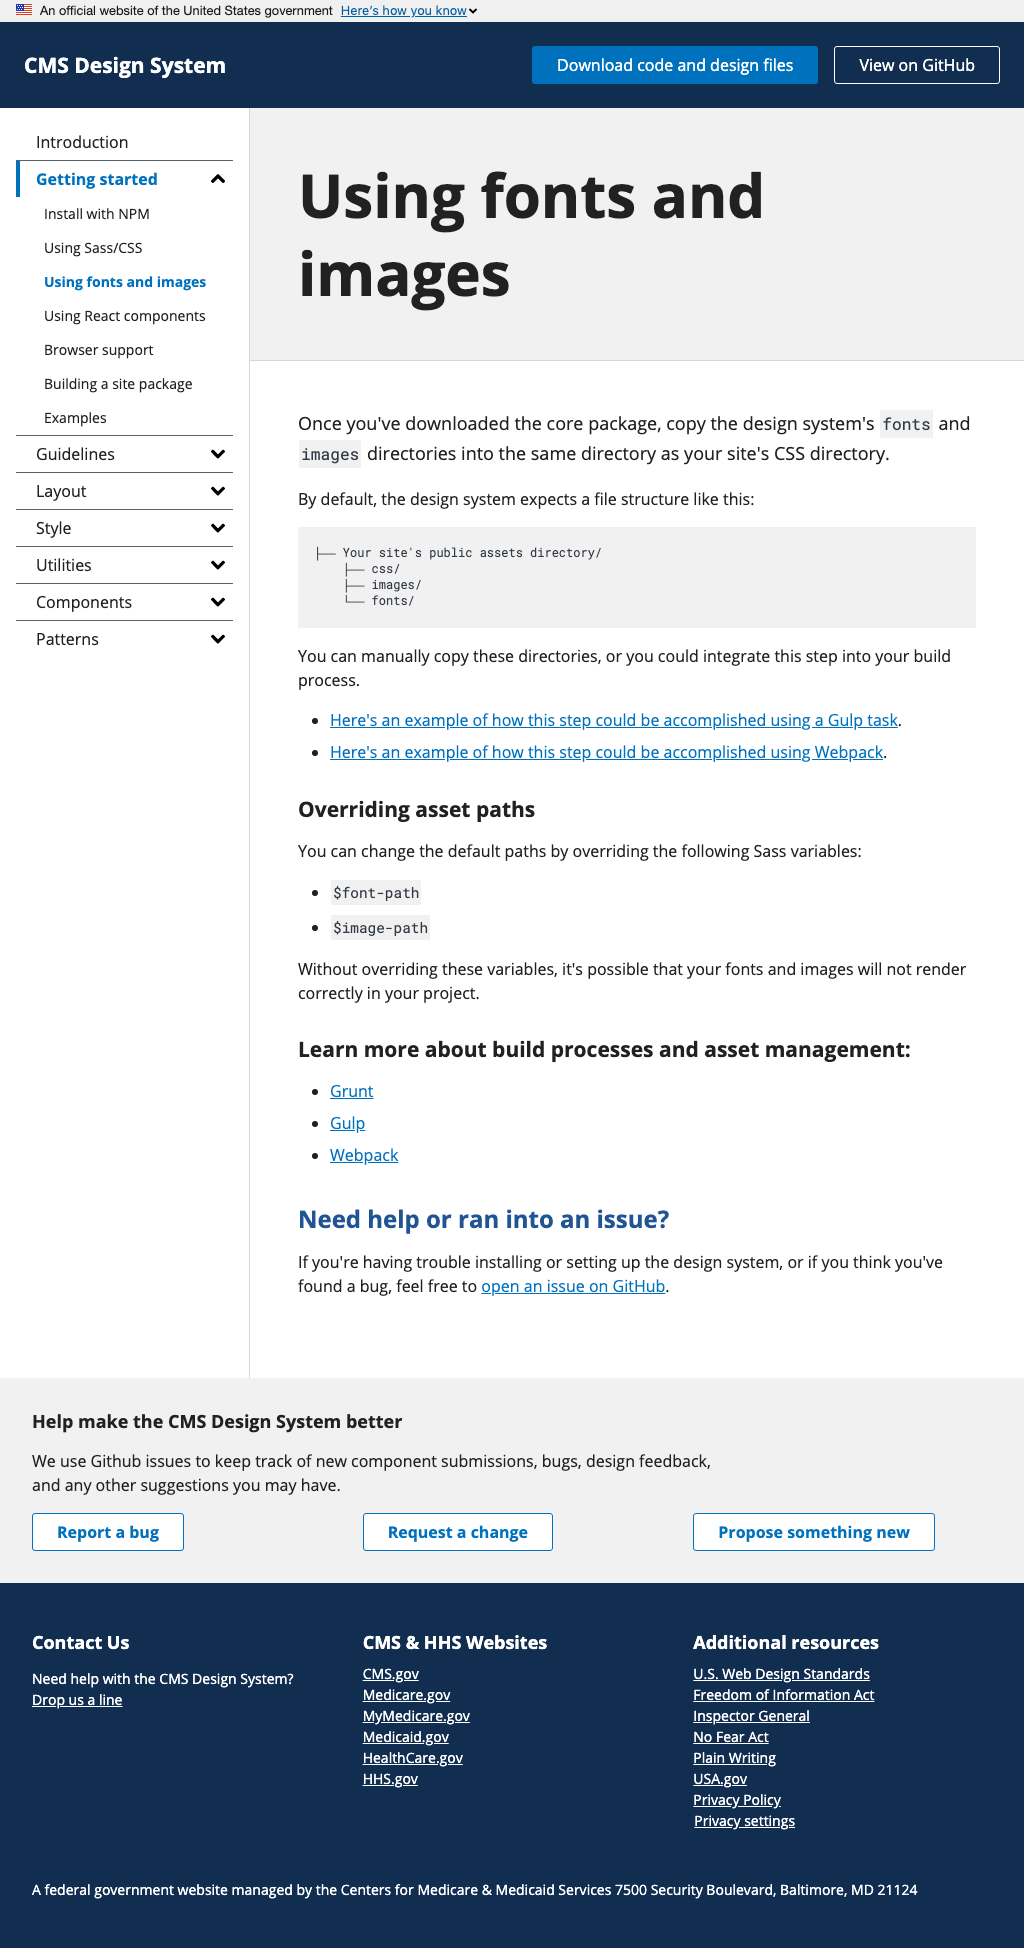 An official website of the United States government Here's how you know
CMS Design System
Download code and design files
View on GitHub
Introduction
Getting started
Install with NPM
Using Sass/CSS
Using fonts and images
Using React components
Browser support
Building a site package
Examples
Guidelines
Layout
Style
Utilities
Components
Patterns
Using fonts and
images
Once you've downloaded the core package, copy the design system's fonts and
images directories into the same directory as your site's CSS directory.
By default, the design system expects a file structure like this:
├── Your site's public assets directory/
    ├── css/
    ├── images/
    └── fonts/
You can manually copy these directories, or you could integrate this step into your build
process.
• Here's an example of how this step could be accomplished using a Gulp task.
• Here's an example of how this step could be accomplished using Webpack.
Overriding asset paths
You can change the default paths by overriding the following Sass variables:
• $font-path
• $image-path
Without overriding these variables, it's possible that your fonts and images will not render
correctly in your project.
Learn more about build processes and asset management:
• Grunt
• Gulp
• Webpack
Need help or ran into an issue?
If you're having trouble installing or setting up the design system, or if you think you've
found a bug, feel free to open an issue on GitHub.
Help make the CMS Design System better
We use Github issues to keep track of new component submissions, bugs, design feedback,
and any other suggestions you may have.
Report a bug
Request a change
Propose something new
Contact Us
Need help with the CMS Design System?
Drop us a line
CMS & HHS Websites
CMS.gov
Medicare.gov
MyMedicare.gov
Medicaid.gov
HealthCare.gov
HHS.gov
Additional resources
U.S. Web Design Standards
Freedom of Information Act
Inspector General
No Fear Act
Plain Writing
USA.gov
Privacy Policy
Privacy settings
A federal government website managed by the Centers for Medicare & Medicaid Services 7500 Security Boulevard, Baltimore, MD 21124